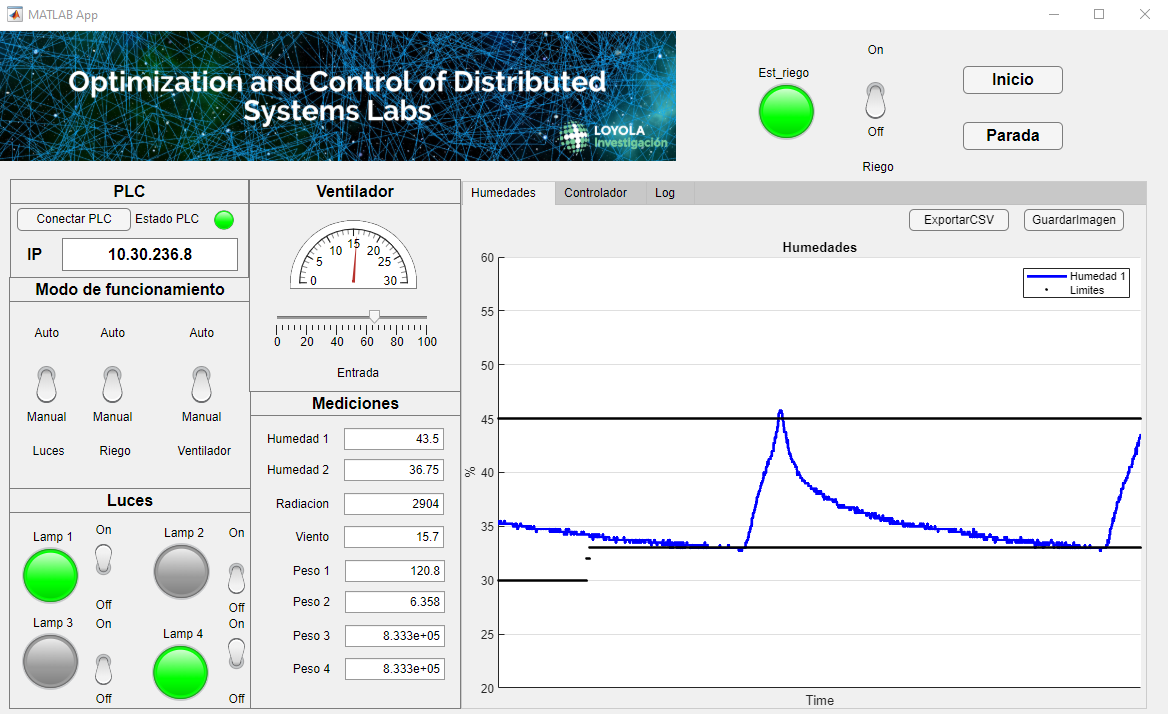 MATLAB App
Optimization and Control of Distributed
Systems Labs
LOYOLA
Investigación
Est_riego
On
Off
Riego
Inicio
Parada
PLC
Conectar PLC
Estado PLC
IP
10.30.236.8
Modo de funcionamiento
Auto
Auto
Auto
Manual
Manual
Manual
Luces
Riego
Ventilador
Luces
Lamp 1
On
Off
Lamp 2
On
Off
Lamp 3
On
Off
Lamp 4
On
Off
Ventilador
0 5 10 15 20 25 30
0 20 40 60 80 100
Entrada
Mediciones
Humedad 1 43.5
Humedad 2 36.75
Radiacion 2904
Viento 15.7
Peso 1 120.8
Peso 2 6.358
Peso 3 8.333e+05
Peso 4 8.333e+05
Humedades
Controlador
Log
ExportarCSV
GuardarImagen
Humedades
Humedad 1
Limites
60
55
50
45
40
35
30
25
20
%
Time